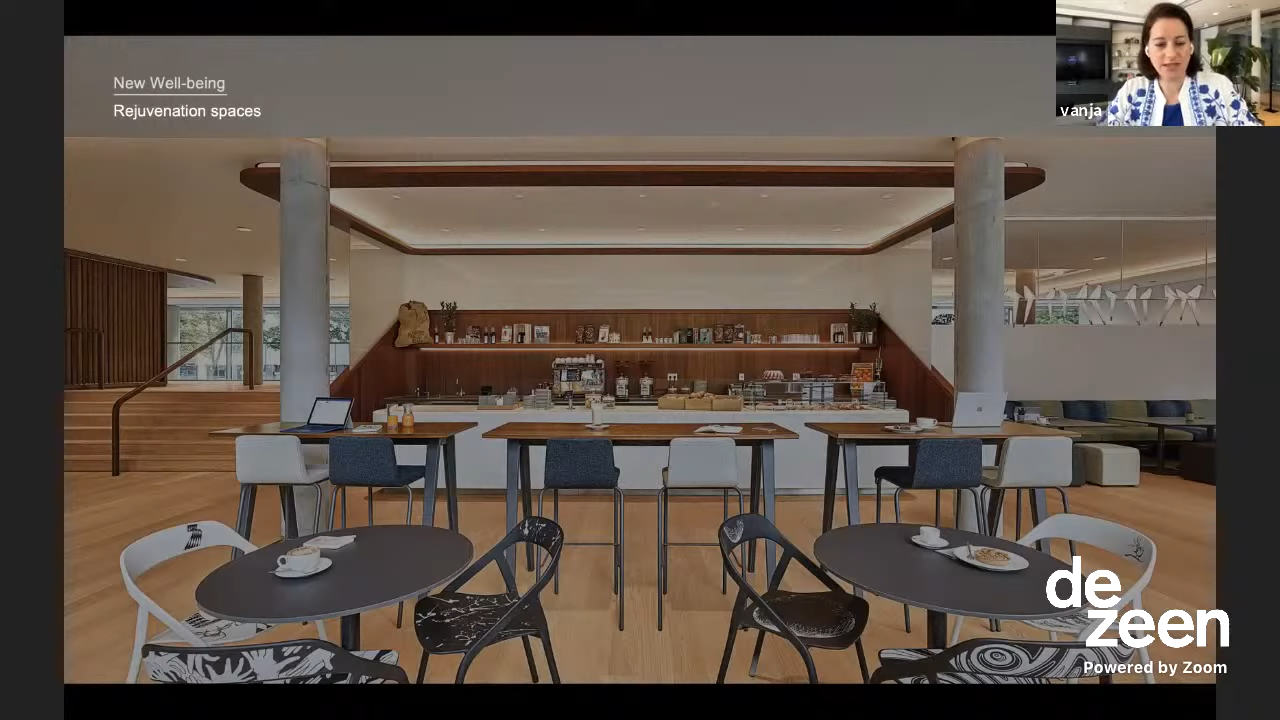 New Well-being
Rejuvenation spaces
vanja
de
zeen
Powered by Zoom